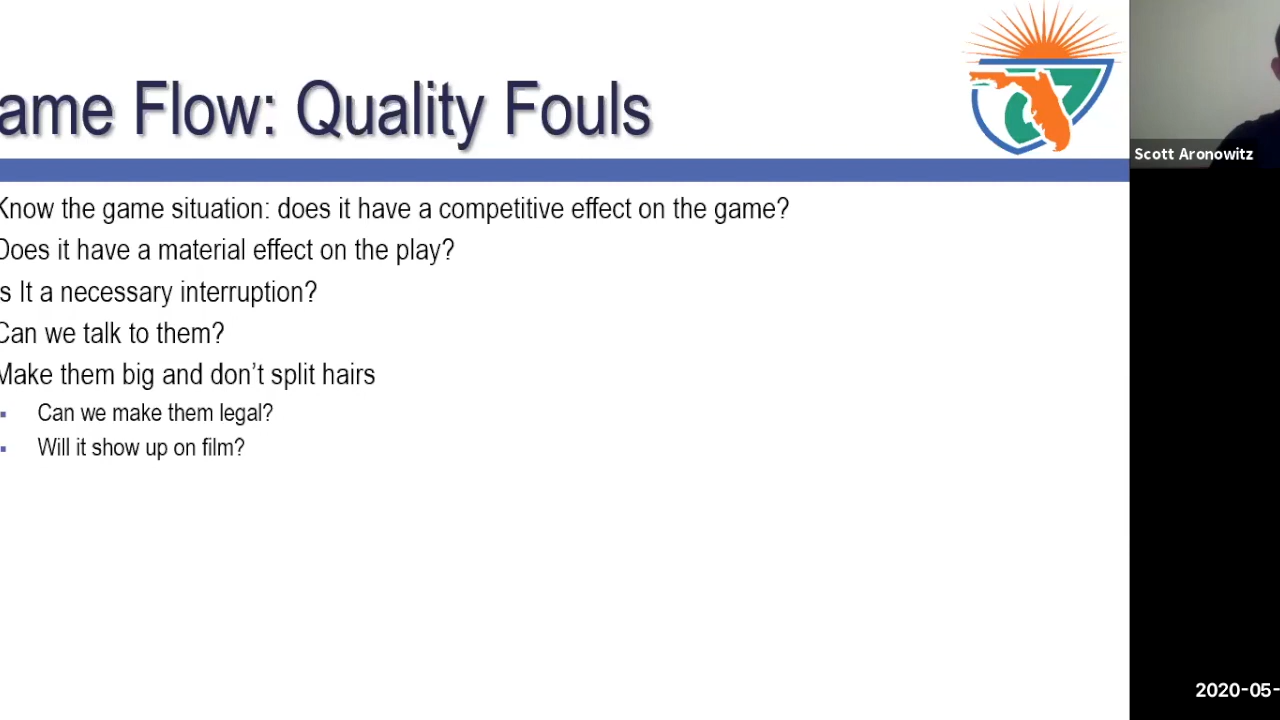 ame Flow: Quality Fouls
Know the game situation: does it have a competitive effect on the game?
Does it have a material effect on the play?
s It a necessary interruption?
Can we talk to them?
Make them big and don’t split hairs
▪ Can we make them legal?
▪ Will it show up on film?
Scott Aronowitz
2020-05-